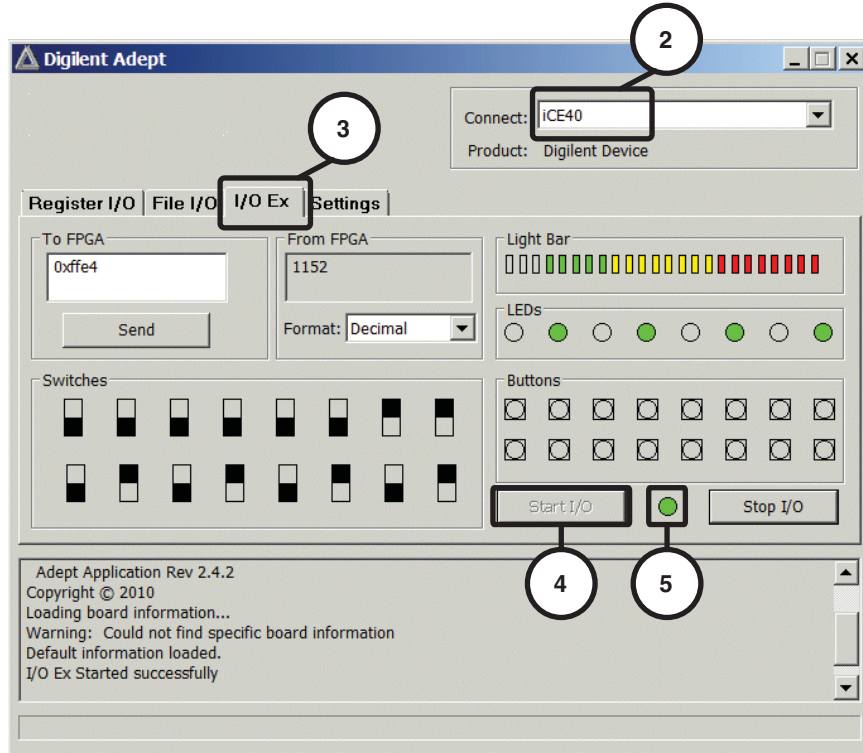 2
Digilent Adept
3
Connect: iCE40
Product: Digilent Device
Register I/O File I/O I/O Ex Settings
To FPGA From FPGA Light Bar
0xffe4 1152
LEDs
Send Format: Decimal
Switches Buttons
Start I/O Stop I/O
4 5
Adept Application Rev 2.4.2
Copyright © 2010
Loading board information...
Warning: Could not find specific board information
Default information loaded.
I/O Ex Started successfully